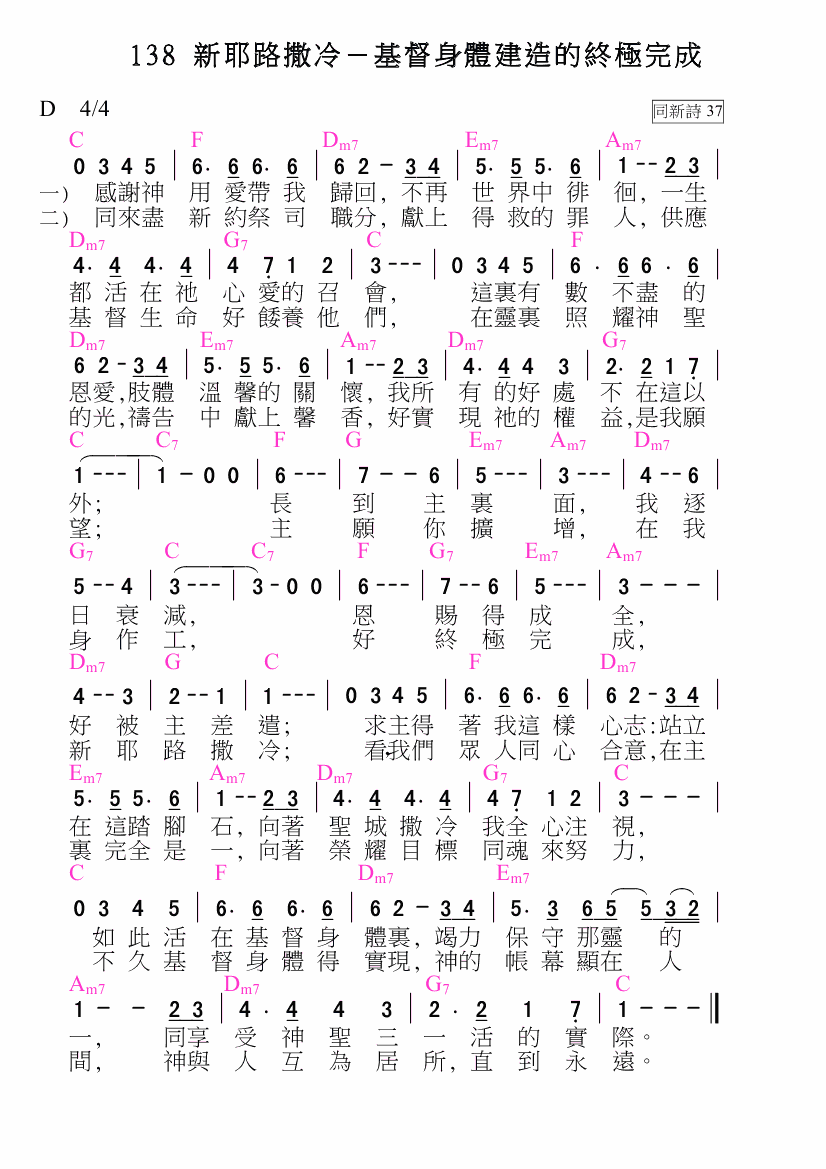 138 新耶路撒冷－基督身體建造的終極完成
D 4/4 同新詩 37
C F Dm7 Em7 Am7
0 3 4 5 | 6· 6 6· 6 | 6 2 - 3 4 | 5· 5 5· 6 | 1 - - 2 3 |
一) 感謝神 用 愛帶 我 歸回, 不再 世 界中 徘 徊, 一生
二) 同來盡 新 約祭 司 職分, 獻上 得 救的 罪 人, 供應
Dm7 G7 C F
4· 4 4· 4 | 4 7 1 2 | 3 - - - | 0 3 4 5 | 6 · 6 6 · 6
都 活 在 祂 心 愛的 召 會, 這裏有 數 不盡 的
基 督 生 命 好 餧養 他 們, 在靈裏 照 耀神 聖
Dm7 Em7 Am7 Dm7 G7
6 2 - 3 4 | 5· 5 5· 6 | 1 - - 2 3 | 4· 4 4 3 | 2· 2 1 7
恩愛,肢體 溫 馨的 關 懷, 我所 有 的好 處 不 在這以
的光,禱告 中 獻上 馨 香, 好實 現 祂的 權 益,是我願
C C7 F G Em7 Am7 Dm7
1 - - - | 1 - 0 0 | 6 - - - | 7 - - 6 | 5 - - - | 3 - - - | 4 - - 6
外; 長 到 主 裏 面, 我 逐
望; 主 願 你 擴 增, 在 我
G7 C C7 F G7 Em7 Am7
5 - - 4 | 3 - - - | 3 - 0 0 | 6 - - - | 7 - - 6 | 5 - - - | 3 - - - |
日 衰 減, 恩 賜 得 成 全,
身 作 工, 好 終 極 完 成,
Dm7 G C F Dm7
4 - - 3 | 2 - - 1 | 1 - - - | 0 3 4 5 | 6· 6 6· 6 | 6 2 - 3 4
好 被 主 差 遣; 求主得 著 我這 樣 心志:站立
新 耶 路 撒 冷; 看我們 眾 人同 心 合意,在主
Em7 Am7 Dm7 G7 C
5· 5 5· 6 | 1 - - 2 3 | 4· 4 4· 4 | 4 7 1 2 | 3 - - - |
在 這踏 腳 石, 向著 聖 城 撒 冷 我全 心注 視,
裏 完全 是 一, 向著 榮 耀 目 標 同魂 來努 力,
C F Dm7 Em7
0 3 4 5 | 6· 6 6· 6 | 6 2 - 3 4 | 5· 3 6 5 5 3 2
如 此 活 在 基 督 身 體裏, 竭力 保 守 那靈 的
不 久 基 督 身 體 得 實現, 神的 帳 幕 顯在 人
Am7 Dm7 G7 C
1 - - 2 3 | 4 · 4 4 3 | 2 · 2 1 7 | 1 - - - ||
一, 同享 受 神 聖 三 一 活 的 實 際。
間, 神與 人 互 為 居 所, 直 到 永 遠。